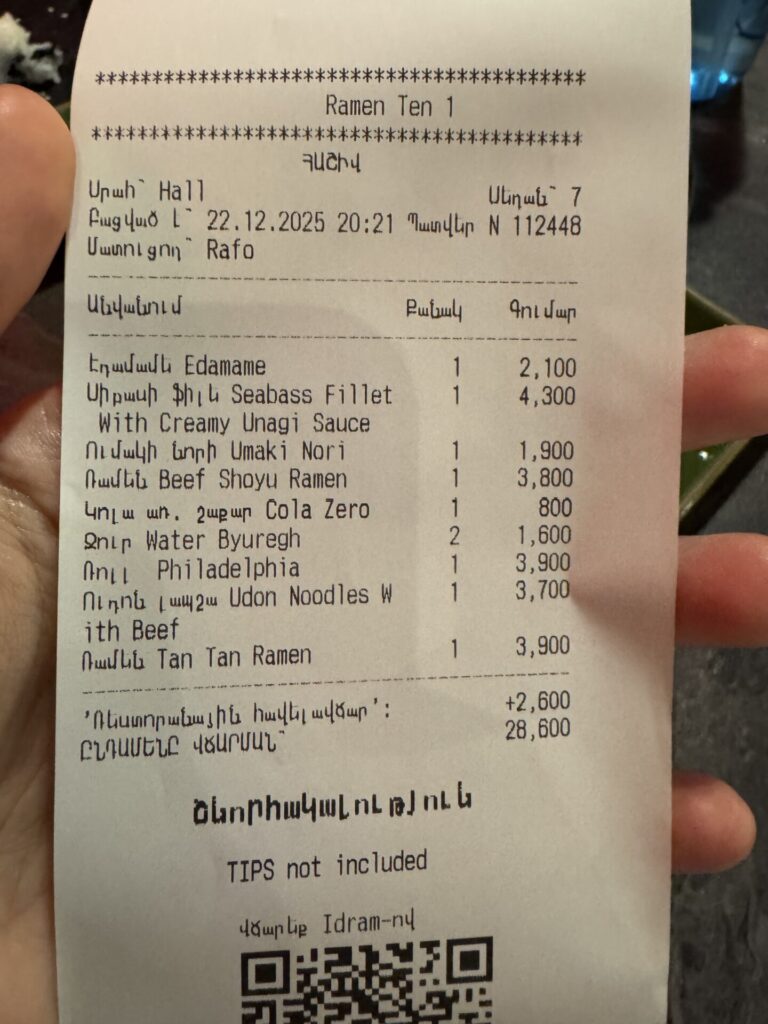 ******************************************
Ramen Ten 1
******************************************
ՀԱՇԻՎ
Սրահ՝ Hall Սեղան՝ 7
Բացված է՝ 22.12.2025 20:21 Պատվեր N 112448
Մատուցող՝ Rafo
Անվանում Քանակ Գումար
Էդամամե Edamame 1 2,100
Սիբասի ֆիլե Seabass Fillet 1 4,300
With Creamy Unagi Sauce
Ումակի նորի Umaki Nori 1 1,900
Ռամեն Beef Shoyu Ramen 1 3,800
Կոլա առ. շաքար Cola Zero 1 800
Ջուր Water Byuregh 2 1,600
Ռոլլ Philadelphia 1 3,900
Ուդոն լապշա Udon Noodles W 1 3,700
ith Beef
Ռամեն Tan Tan Ramen 1 3,900
'Ռեստորանային հավելավճար': +2,600
ԸՆԴԱՄԵՆԸ ՎՃԱՐՄԱՆ՝ 28,600
Շնորհակալություն
TIPS not included
վճարեք Idram-ով